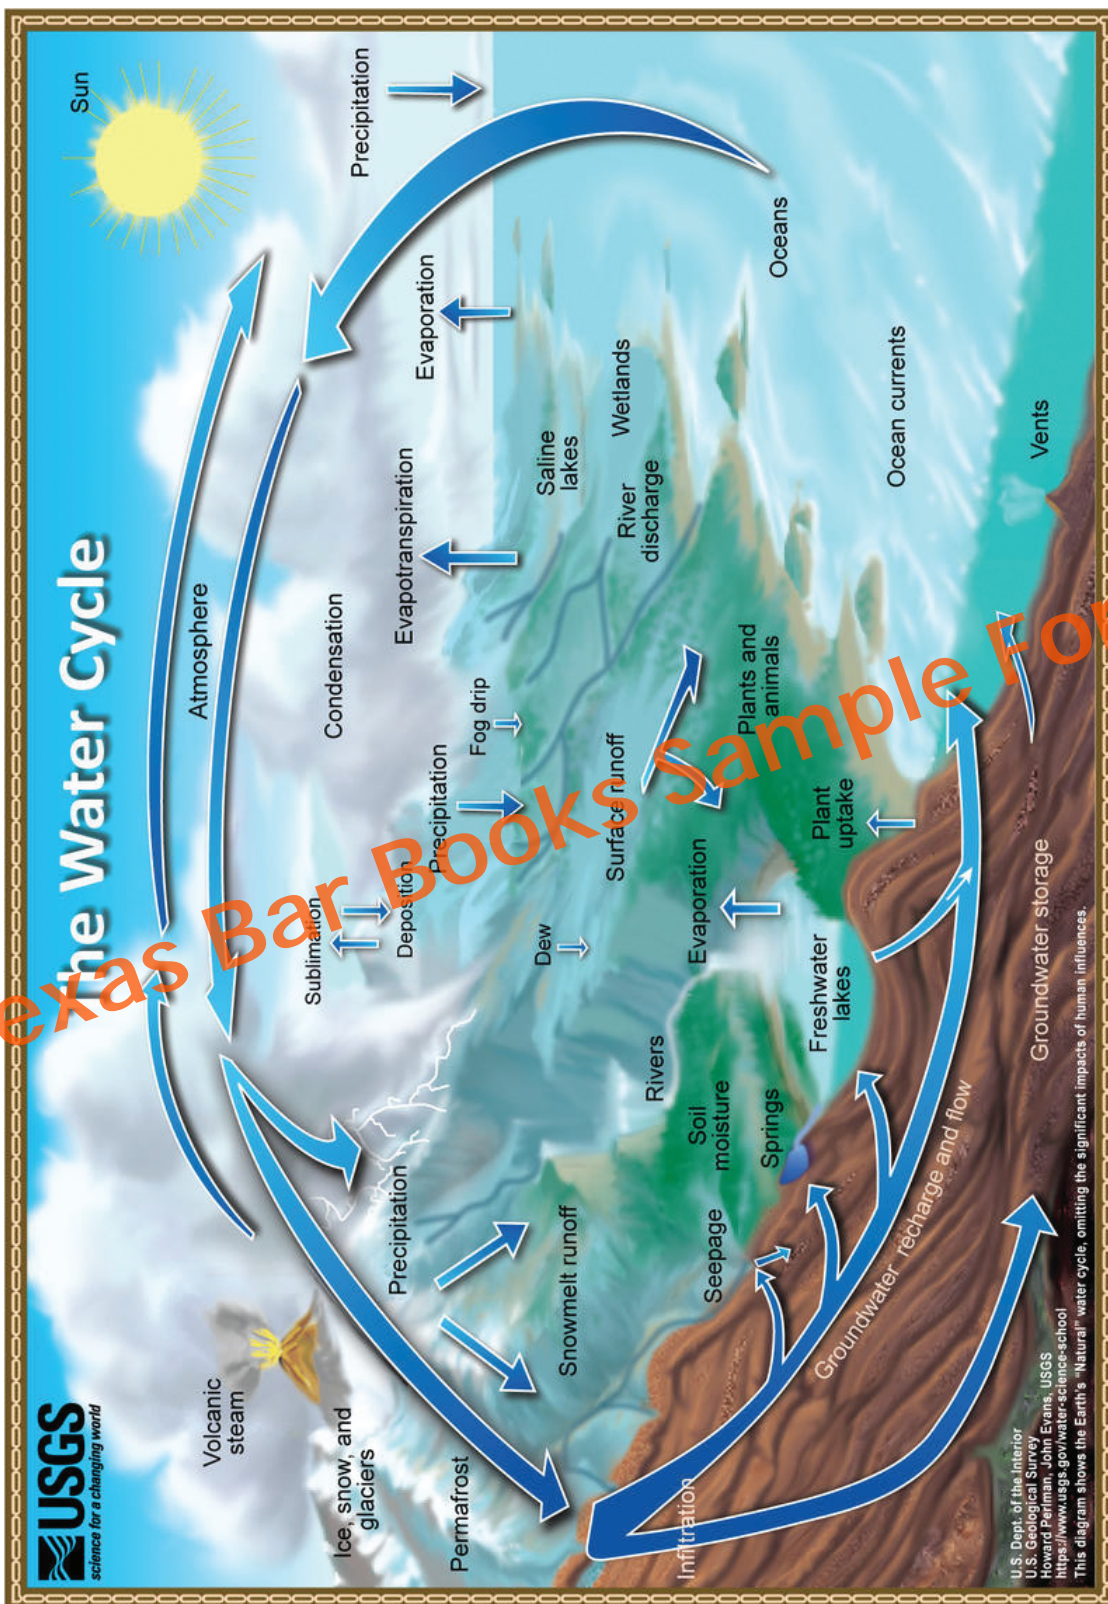 USGS
science for a changing world
The Water Cycle
Sun
Volcanic
steam
Atmosphere
Ice, snow, and
glaciers
Sublimation
Condensation
Precipitation
Permafrost
Precipitation
Deposition
Precipitation
Evapotranspiration
Evaporation
Fog drip
Dew
Snowmelt runoff
Saline
lakes
Rivers
Surface runoff
River
discharge
Wetlands
Infiltration
Seepage
Soil
moisture
Evaporation
Springs
Plants and
animals
Oceans
Freshwater
lakes
Plant
uptake
Ocean currents
Groundwater recharge and flow
Groundwater storage
Vents
U.S. Dept. of the Interior
U.S. Geological Survey
Howard Perlman, John Evans, USGS
https://www.usgs.gov/water-science-school
This diagram shows the Earth's "Natural" water cycle, omitting the significant impacts of human influences.
exas Bar Books Sample For